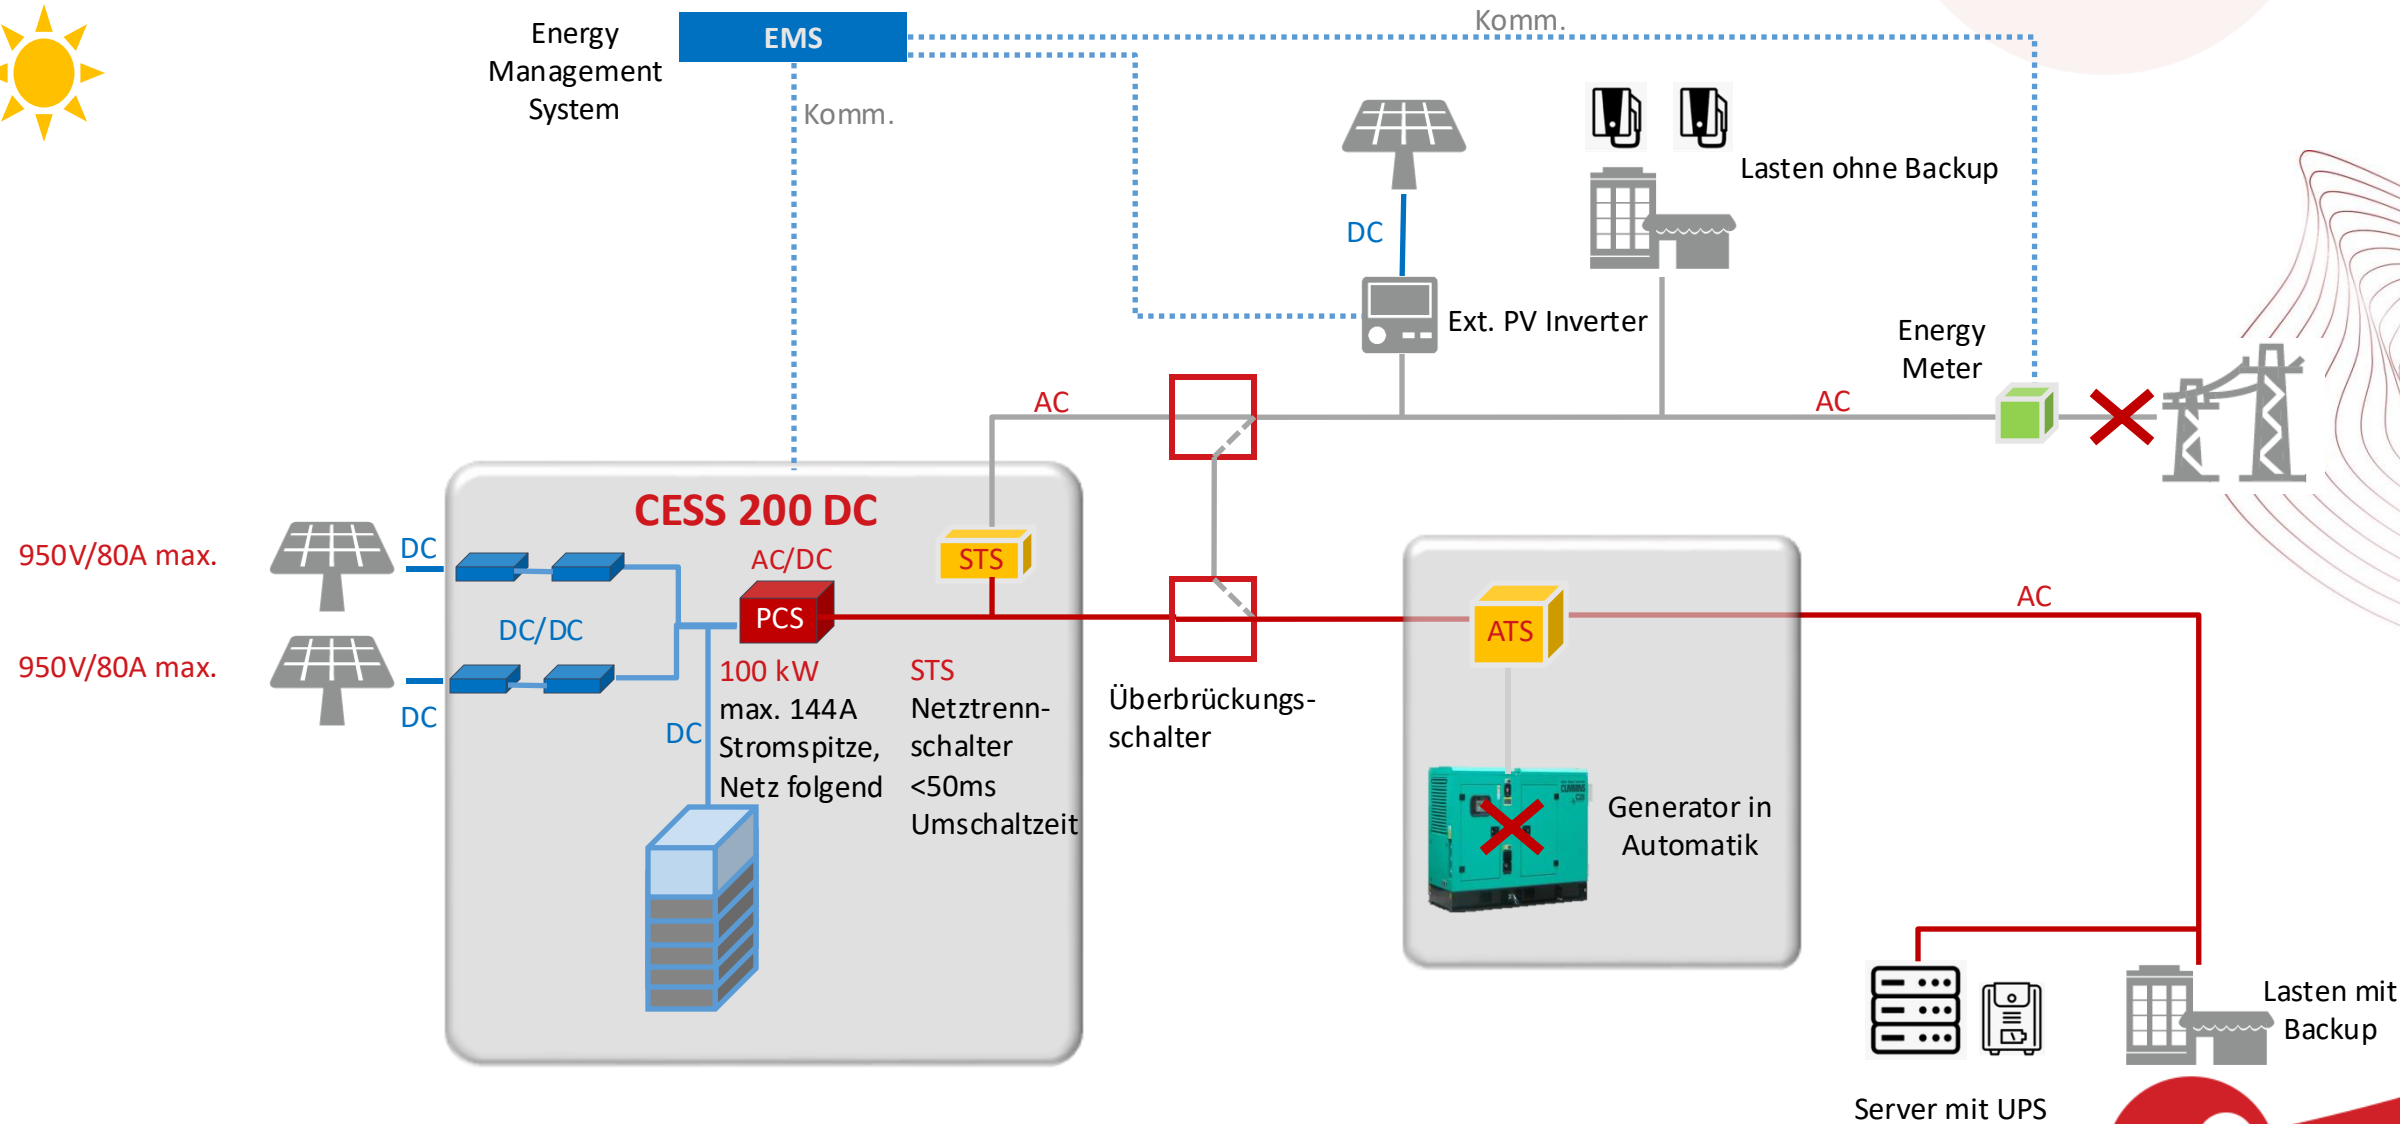 Energy
Management
System
EMS
Komm.
Komm.
Lasten ohne Backup
DC
Ext. PV Inverter
Energy
Meter
AC
AC
CESS 200 DC
950V/80A max.
DC
AC/DC
STS
PCS
DC/DC
950V/80A max.
DC
DC
100 kW
max. 144A
Stromspitze,
Netz folgend
STS
Netztrenn-
schalter
<50ms
Umschaltzeit
Überbrückungs-
schalter
ATS
AC
CUMMINS
Generator in
Automatik
Lasten mit
Backup
Server mit UPS